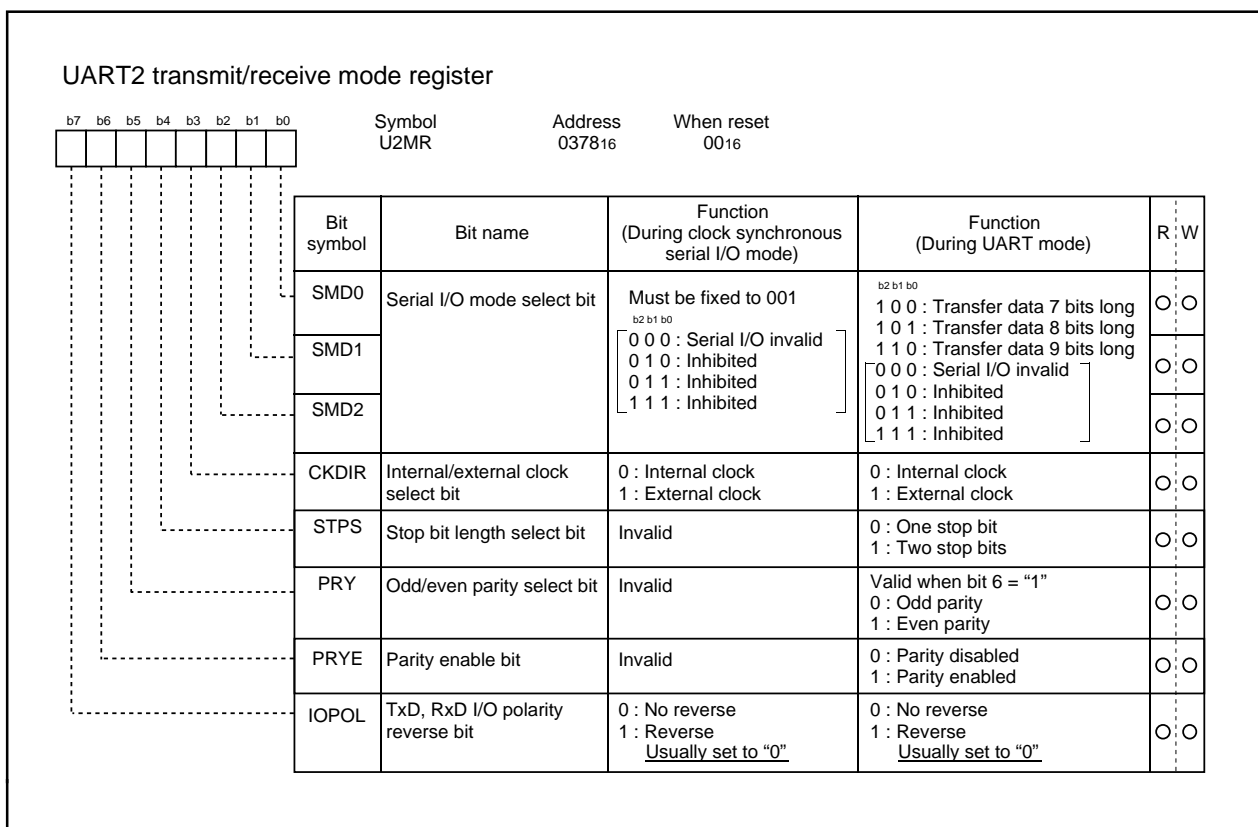 UART2 transmit/receive mode register
b7 b6 b5 b4 b3 b2 b1 b0
Symbol Address When reset
U2MR 037816 0016
Bit symbol Bit name Function (During clock synchronous serial I/O mode) Function (During UART mode) R W
SMD0 Serial I/O mode select bit
SMD1
SMD2
Must be fixed to 001
b2 b1 b0
0 0 0 : Serial I/O invalid
0 1 0 : Inhibited
0 1 1 : Inhibited
1 1 1 : Inhibited
b2 b1 b0
1 0 0 : Transfer data 7 bits long
1 0 1 : Transfer data 8 bits long
1 1 0 : Transfer data 9 bits long
0 0 0 : Serial I/O invalid
0 1 0 : Inhibited
0 1 1 : Inhibited
1 1 1 : Inhibited
CKDIR
Internal/external clock
select bit
0 : Internal clock
1 : External clock
0 : Internal clock
1 : External clock
STPS
Stop bit length select bit
Invalid
0 : One stop bit
1 : Two stop bits
PRY
Odd/even parity select bit
Invalid
Valid when bit 6 = “1”
0 : Odd parity
1 : Even parity
PRYE
Parity enable bit
Invalid
0 : Parity disabled
1 : Parity enabled
IOPOL
TxD, RxD I/O polarity
reverse bit
0 : No reverse
1 : Reverse
Usually set to “0”
0 : No reverse
1 : Reverse
Usually set to “0”